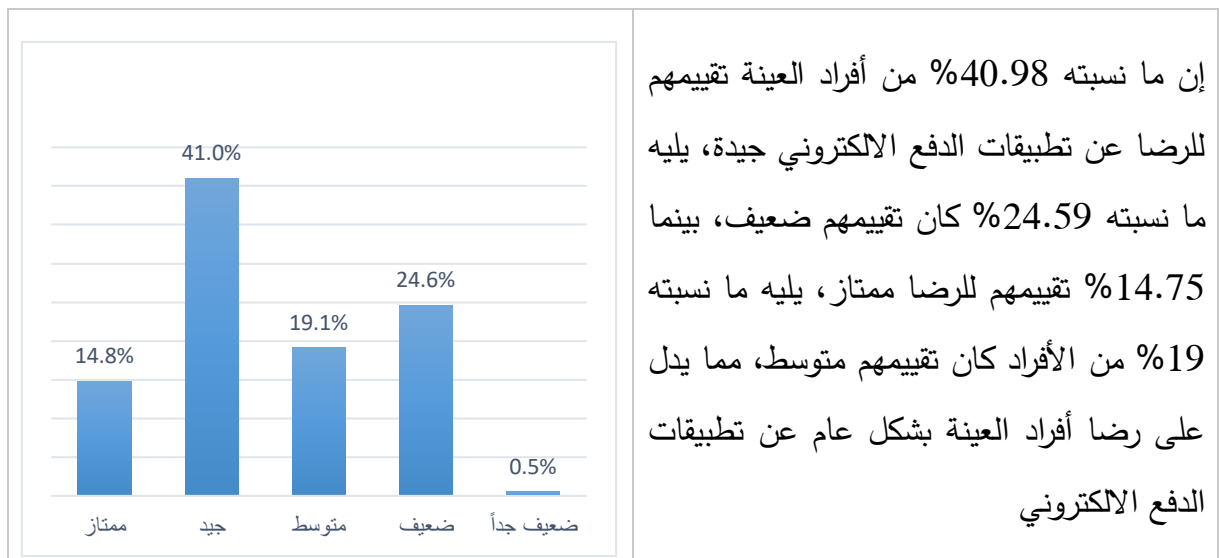 إن ما نسبته 40.98% من أفراد العينة تقييمهم
للرضا عن تطبيقات الدفع الالكتروني جيدة، يليه
ما نسبته 24.59% كان تقييمهم ضعيف، بينما
14.75% تقييمهم للرضا ممتاز، يليه ما نسبته
19% من الأفراد كان تقييمهم متوسط، مما يدل
على رضا أفراد العينة بشكل عام عن تطبيقات
الدفع الالكتروني
41.0%
24.6%
19.1%
14.8%
0.5%
ممتاز
جيد
متوسط
ضعيف
ضعيف جداً